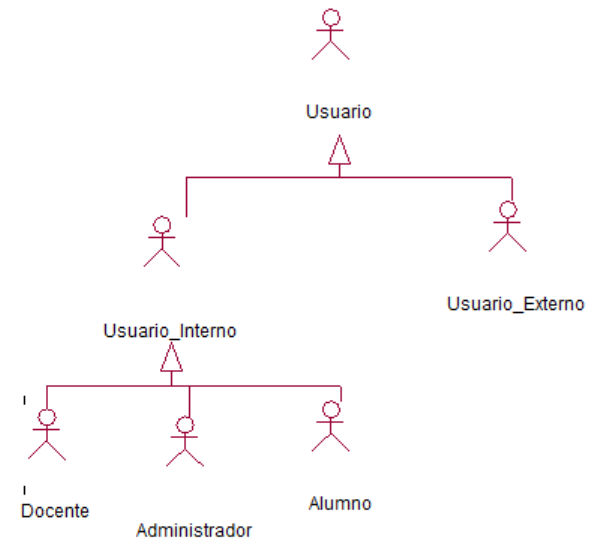 Usuario
Usuario_Externo
Usuario_Interno
Docente
Administrador
Alumno